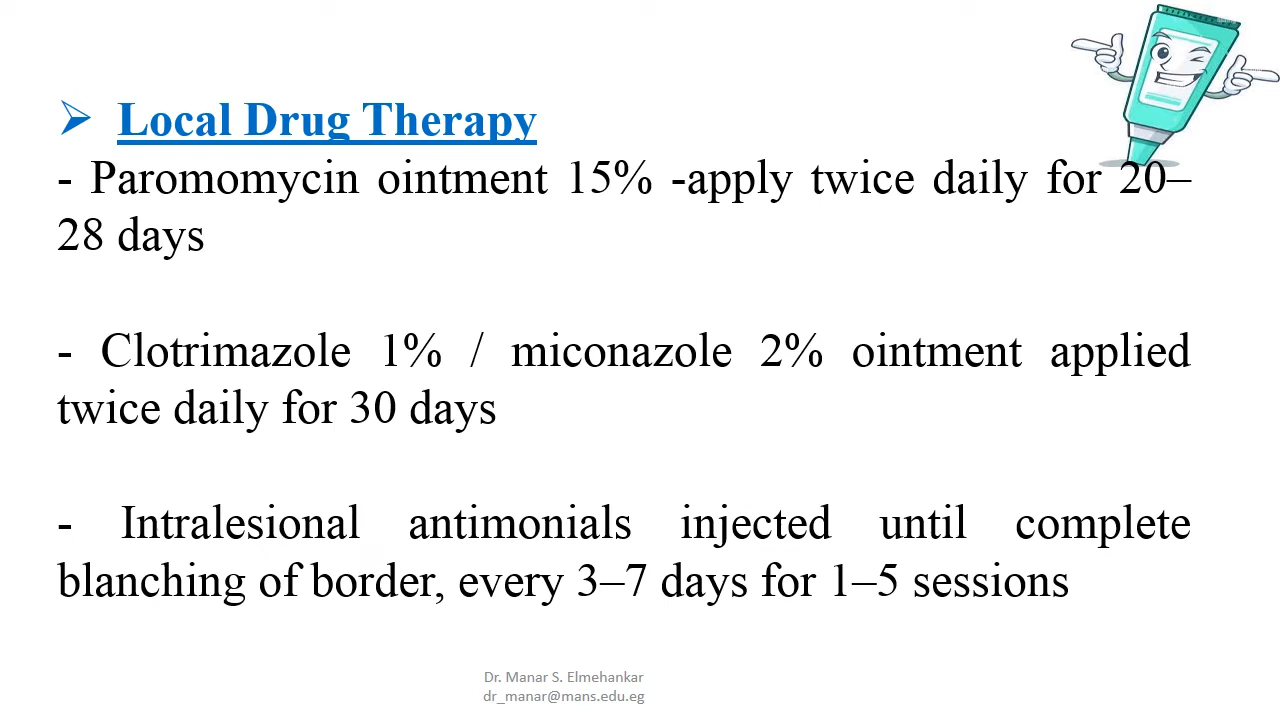 ➢ Local Drug Therapy
- Paromomycin ointment 15% -apply twice daily for 20–
28 days
- Clotrimazole 1% / miconazole 2% ointment applied
twice daily for 30 days
- Intralesional antimonials injected until complete
blanching of border, every 3–7 days for 1–5 sessions
Dr. Manar S. Elmehankar
dr_manar@mans.edu.eg